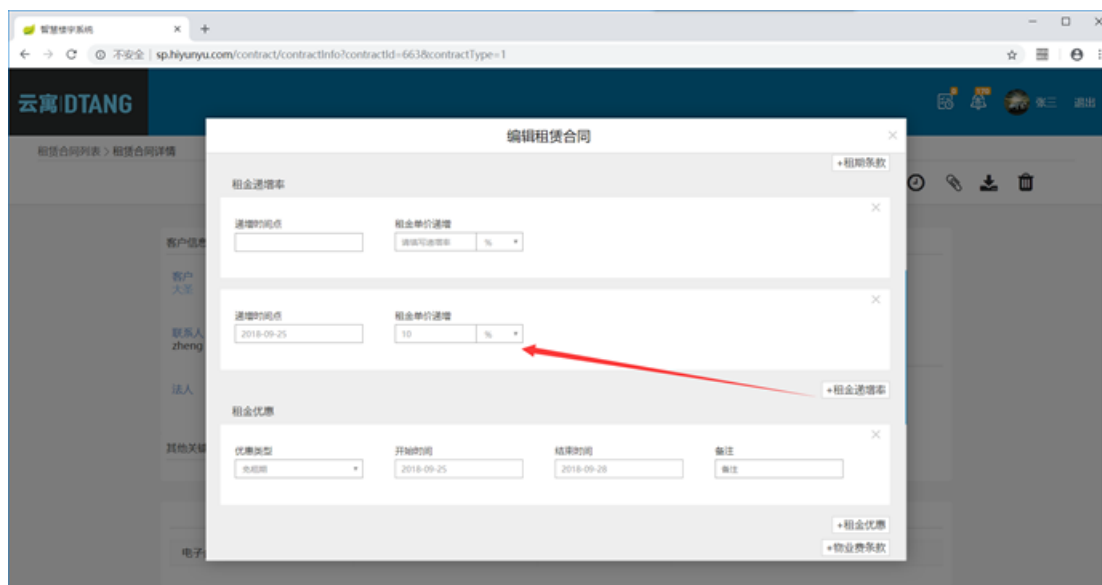 智慧楼宇系统
不安全 | sp.hiyunyu.com/contract/contractInfo?contractId=663&contractType=1
云寓|DTANG
张三 退出
租赁合同列表 > 租赁合同详情
编辑租赁合同
+租期条款
租金递增率
递增时间点 租金单价递增
请填写递增率 %
客户信息
客户
大圣
递增时间点 租金单价递增
2018-09-25 10 %
联系人
zheng
法人
+租金递增率
租金优惠
其他关键
优惠类型 开始时间 结束时间 备注
免租期 2018-09-25 2018-09-28 备注
+租金优惠
+物业费条款
电子